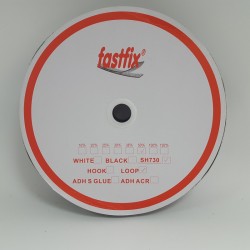 fastfix®
WHITE BLACK SH730
HOOK LOOP
ADH S GLUE ADH ACR